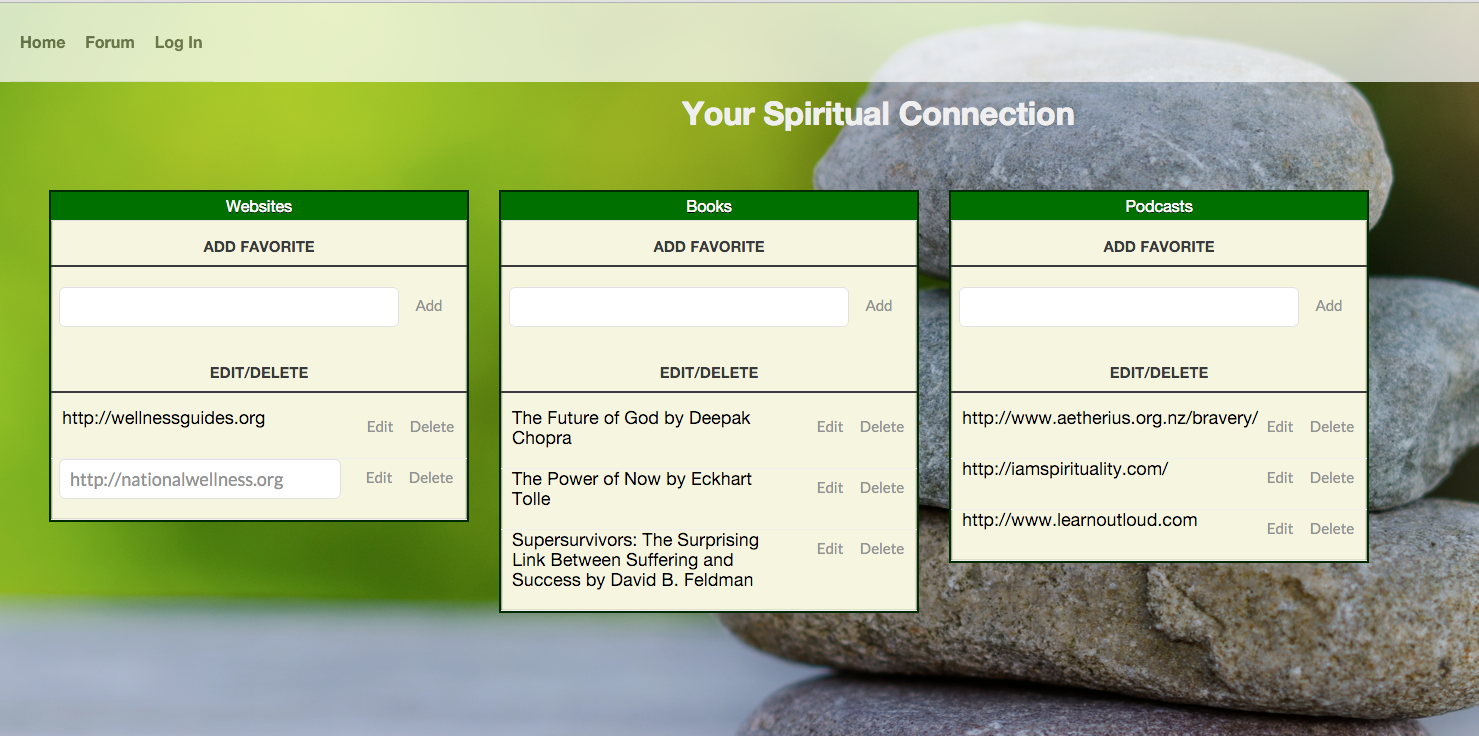 Home Forum Log In
Your Spiritual Connection
Websites
ADD FAVORITE
Add
EDIT/DELETE
http://wellnessguides.org Edit Delete
http://nationalwellness.org Edit Delete
Books
ADD FAVORITE
Add
EDIT/DELETE
The Future of God by Deepak
Chopra
Edit Delete
The Power of Now by Eckhart
Tolle
Edit Delete
Supersurvivors: The Surprising
Link Between Suffering and
Success by David B. Feldman
Edit Delete
Podcasts
ADD FAVORITE
Add
EDIT/DELETE
http://www.aetherius.org.nz/bravery/ Edit Delete
http://iamspirituality.com/ Edit Delete
http://www.learnoutloud.com Edit Delete